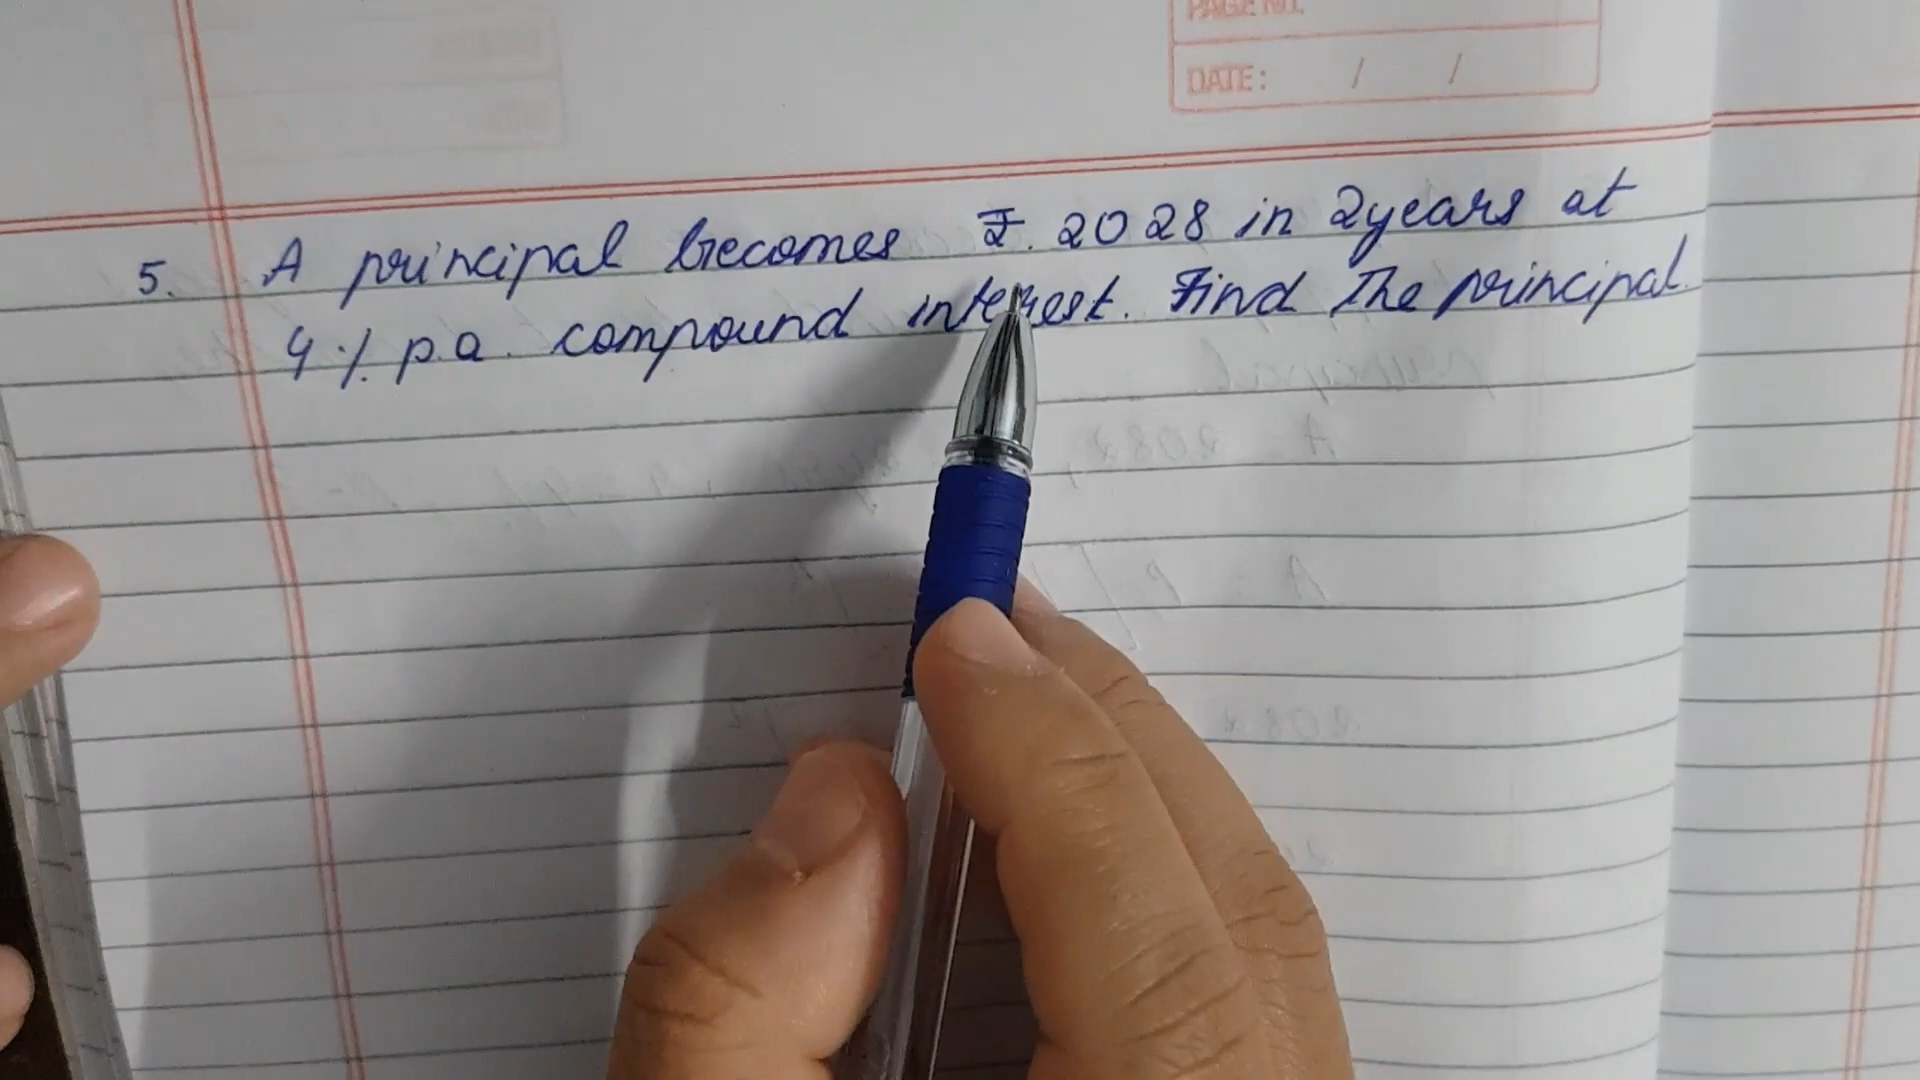 PAGE NO.
DATE: / /
5. A principal becomes ₹. 2028 in 2years at
4 % p.a. compound interest. Find The principal.